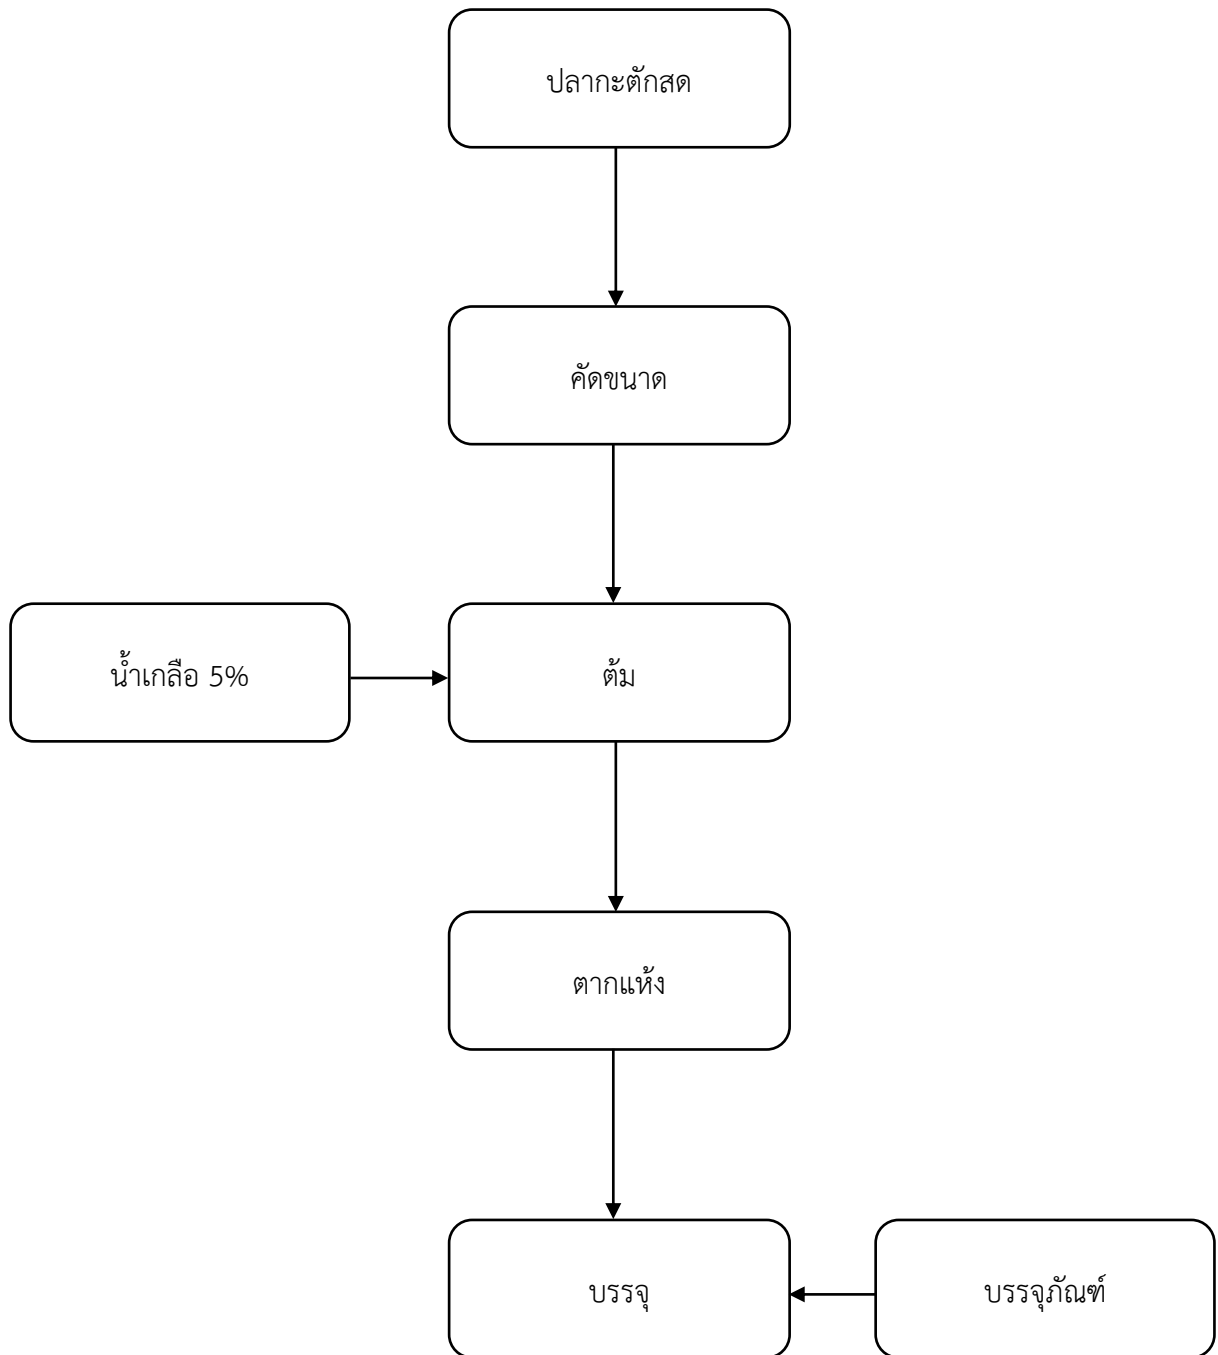 ปลากะตักสด
คัดขนาด
น้ำเกลือ 5%
ต้ม
ตากแห้ง
บรรจุ
บรรจุภัณฑ์